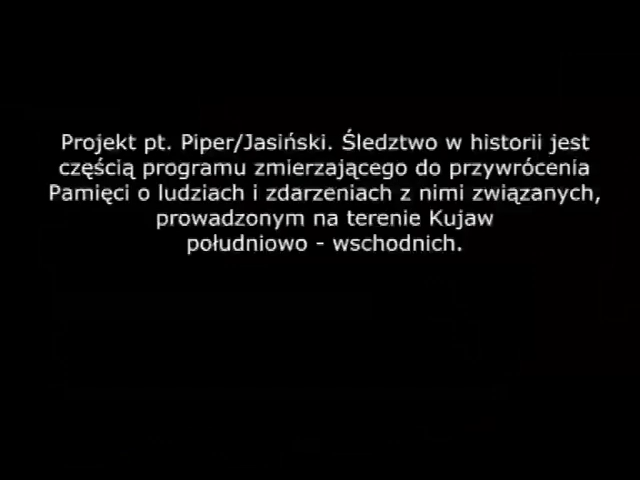 Projekt pt. Piper/Jasiński. Śledztwo w historii jest
częścią programu zmierzającego do przywrócenia
Pamięci o ludziach i zdarzeniach z nimi związanych,
prowadzonym na terenie Kujaw
południowo - wschodnich.